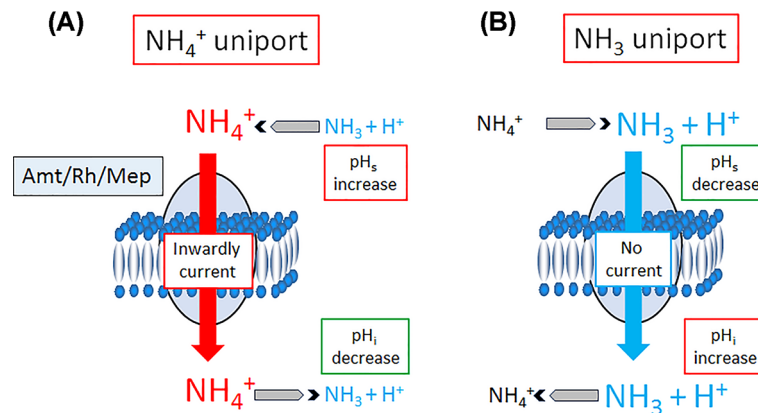 (A)
NH₄⁺ uniport
NH₄⁺ NH₃ + H⁺
pHₛ
increase
Amt/Rh/Mep
Inwardly
current
pHᵢ
decrease
NH₄⁺ NH₃ + H⁺
(B)
NH₃ uniport
NH₄⁺ NH₃ + H⁺
pHₛ
decrease
No
current
pHᵢ
increase
NH₄⁺ NH₃ + H⁺